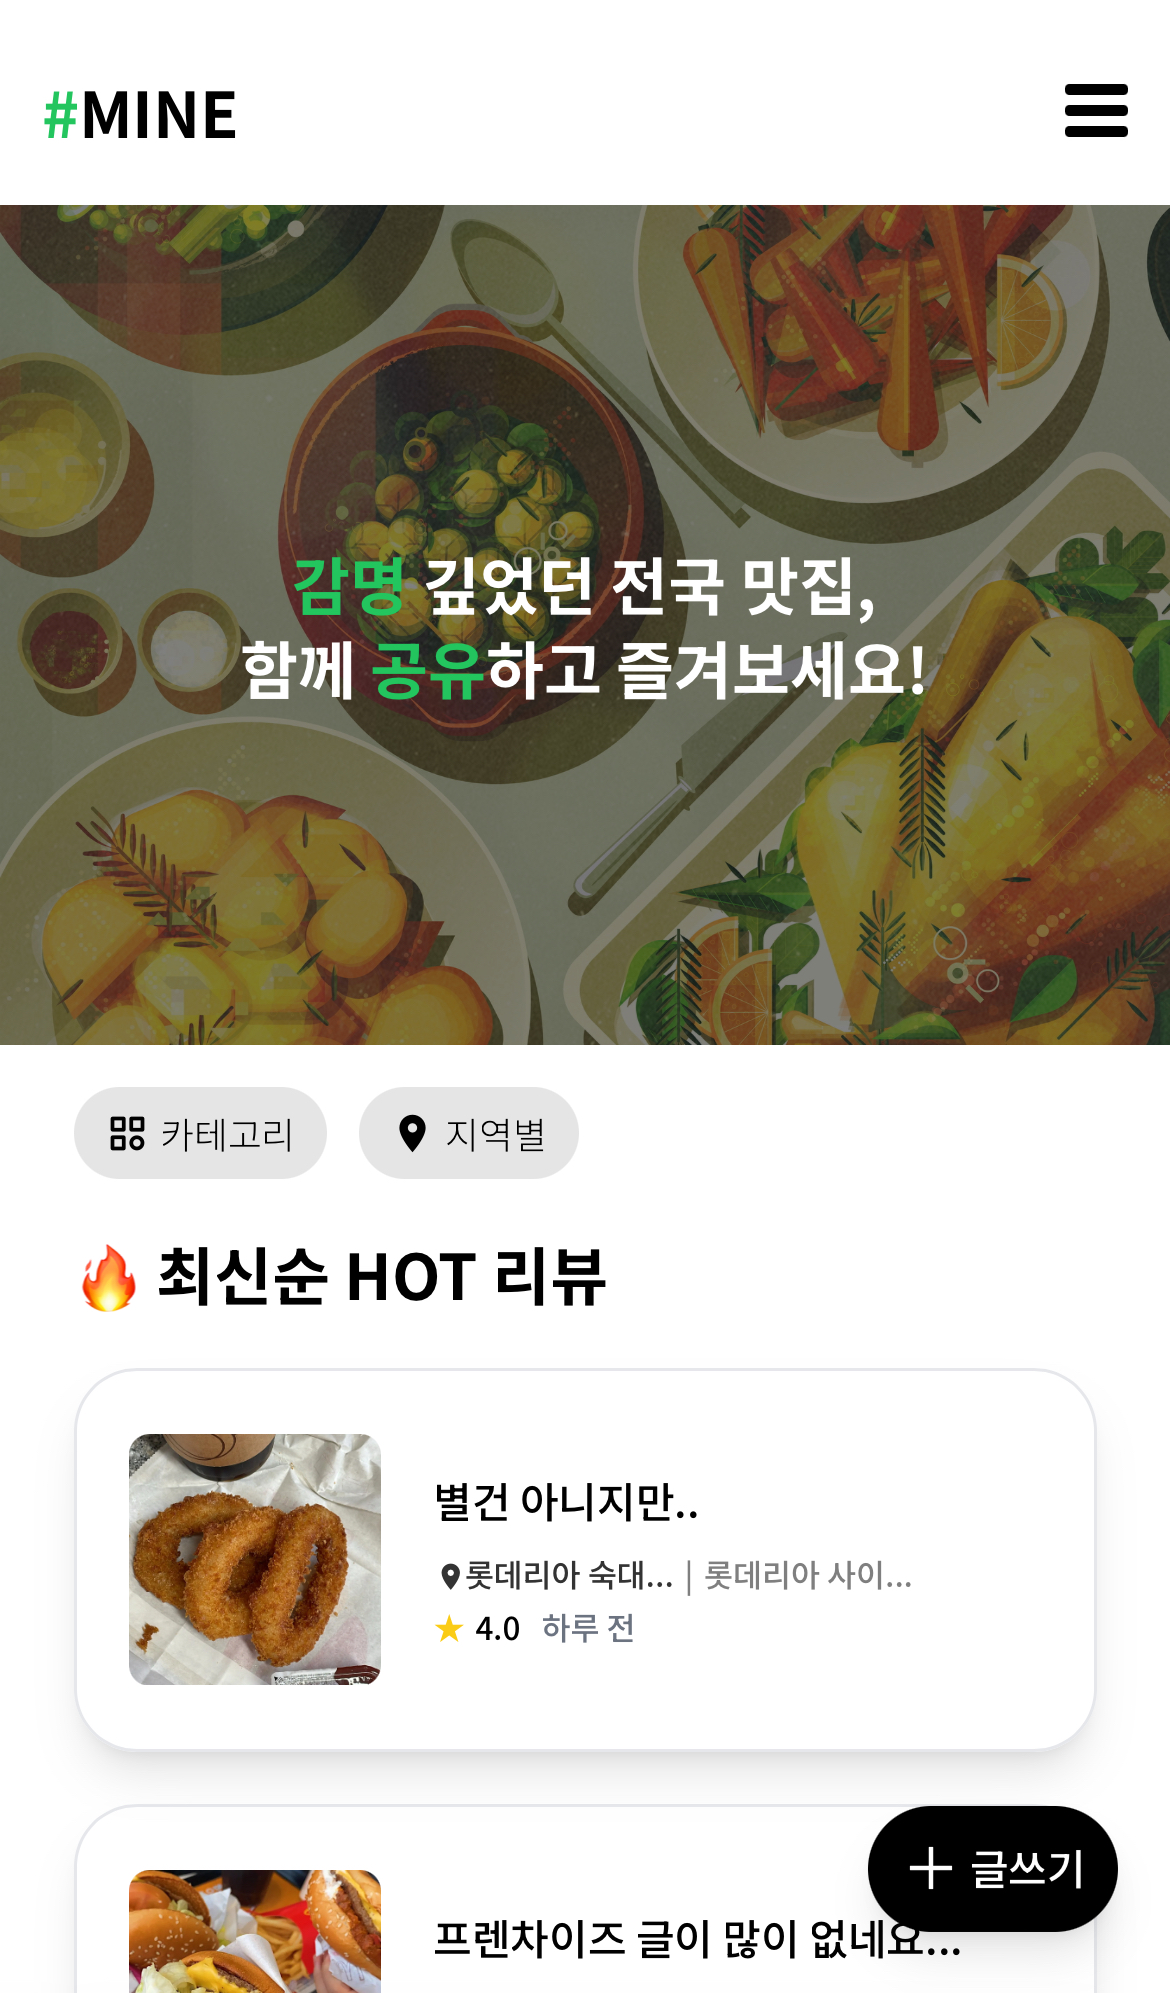 #MINE
감명 깊었던 전국 맛집,
함께 공유하고 즐겨보세요!
카테고리
지역별
🔥 최신순 HOT 리뷰
별건 아니지만..
롯데리아 숙대... | 롯데리아 사이...
★ 4.0 하루 전
+ 글쓰기
프렌차이즈 글이 많이 없네요...